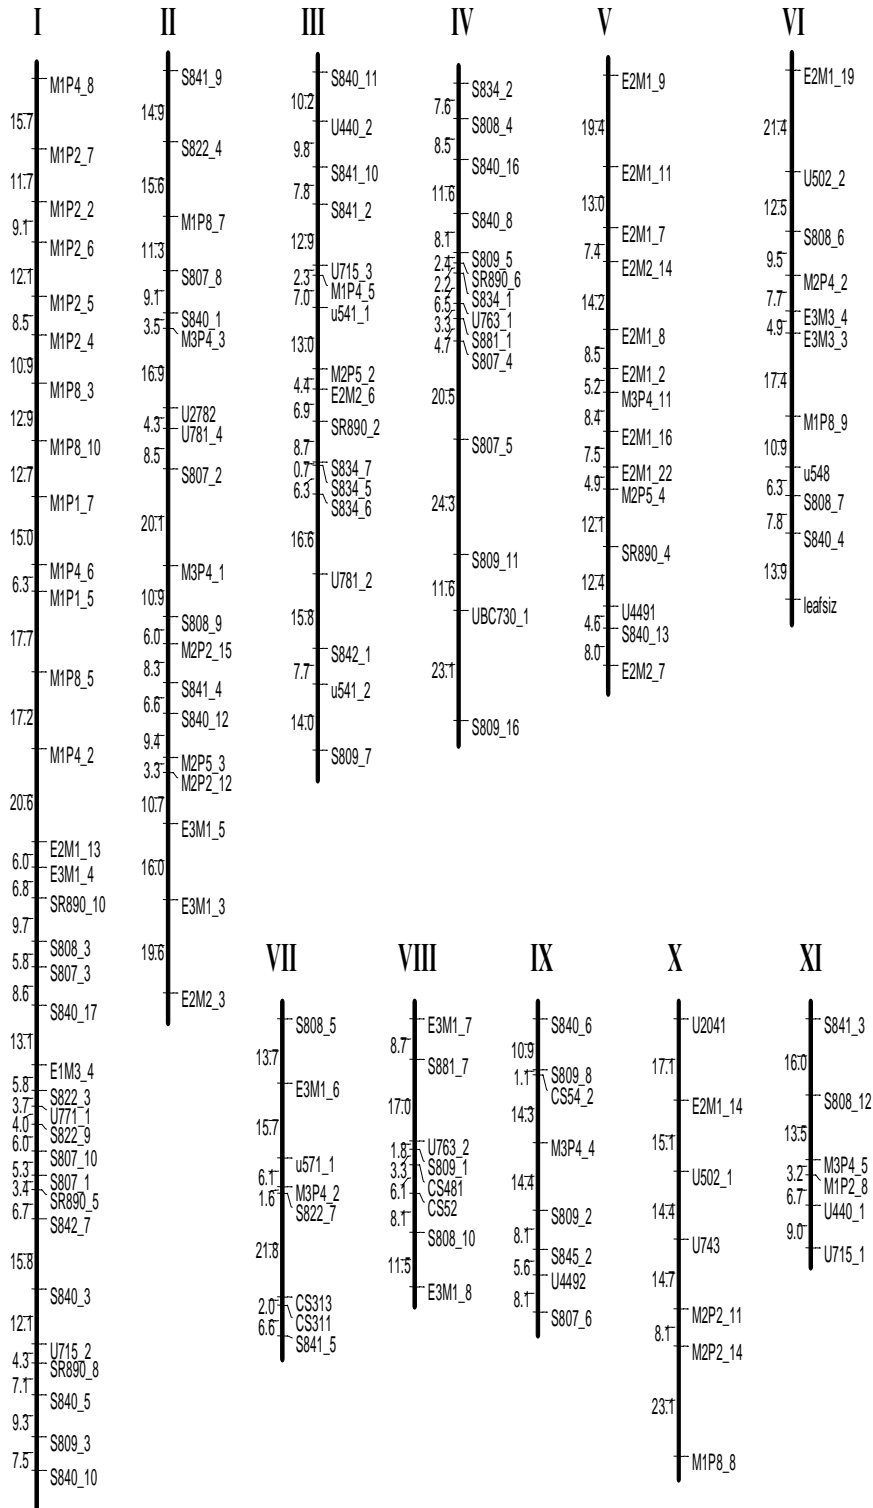 I
M1P4_8
15.7
M1P2_7
11.7
M1P2_2
9.1
M1P2_6
12.1
M1P2_5
8.5
M1P2_4
10.9
M1P8_3
12.9
M1P8_10
12.7
M1P1_7
15.0
M1P4_6
6.3
M1P1_5
17.7
M1P8_5
17.2
M1P4_2
20.6
E2M1_13
6.0
E3M1_4
6.8
SR890_10
9.7
S808_3
5.8
S807_3
8.6
S840_17
13.1
E1M3_4
5.8
S822_3
3.7
U771_1
4.0
S822_9
6.0
S807_10
5.3
S807_1
3.4
SR890_5
6.7
S842_7
15.8
S840_3
12.1
U715_2
4.3
SR890_8
7.1
S840_5
9.3
S809_3
7.5
S840_10
II
S841_9
14.9
S822_4
15.6
M1P8_7
11.3
S807_8
9.1
S840_1
3.5
M3P4_3
16.9
U2782
4.3
U781_4
8.5
S807_2
20.1
M3P4_1
10.9
S808_9
6.0
M2P2_15
8.3
S841_4
6.6
S840_12
9.4
M2P5_3
3.3
M2P2_12
10.7
E3M1_5
16.0
E3M1_3
19.6
E2M2_3
III
S840_11
10.2
U440_2
9.8
S841_10
7.8
S841_2
12.9
U715_3
2.3
M1P4_5
7.0
u541_1
13.0
M2P5_2
4.4
E2M2_6
6.9
SR890_2
8.7
S834_7
0.7
S834_5
6.3
S834_6
16.6
U781_2
15.8
S842_1
7.7
u541_2
14.0
S809_7
IV
S834_2
7.6
S808_4
8.5
S840_16
11.6
S840_8
8.1
S809_5
2.4
SR890_6
2.2
S834_1
6.5
U763_1
3.3
S881_1
4.7
S807_4
20.5
S807_5
24.3
S809_11
11.6
UBC730_1
23.1
S809_16
V
E2M1_9
19.4
E2M1_11
13.0
E2M1_7
7.4
E2M2_14
14.2
E2M1_8
8.5
E2M1_2
5.2
M3P4_11
8.4
E2M1_16
7.5
E2M1_22
4.9
M2P5_4
12.1
SR890_4
12.4
U4491
4.6
S840_13
8.0
E2M2_7
VI
E2M1_19
21.4
U502_2
12.5
S808_6
9.5
M2P4_2
7.7
E3M3_4
4.9
E3M3_3
17.4
M1P8_9
10.9
u548
6.3
S808_7
7.8
S840_4
13.9
leafsiz
VII
S808_5
13.7
E3M1_6
15.7
u571_1
6.1
M3P4_2
1.6
S822_7
21.8
CS313
2.0
CS311
6.6
S841_5
VIII
E3M1_7
8.7
S881_7
17.0
U763_2
1.8
S809_1
3.3
CS481
6.1
CS52
8.1
S808_10
11.5
E3M1_8
IX
S840_6
10.9
S809_8
1.1
CS54_2
14.3
M3P4_4
14.4
S809_2
8.1
S845_2
5.6
U4492
8.1
S807_6
X
U2041
17.1
E2M1_14
15.1
U502_1
14.4
U743
14.7
M2P2_11
8.1
M2P2_14
23.1
M1P8_8
XI
S841_3
16.0
S808_12
13.5
M3P4_5
3.2
M1P2_8
6.7
U440_1
9.0
U715_1